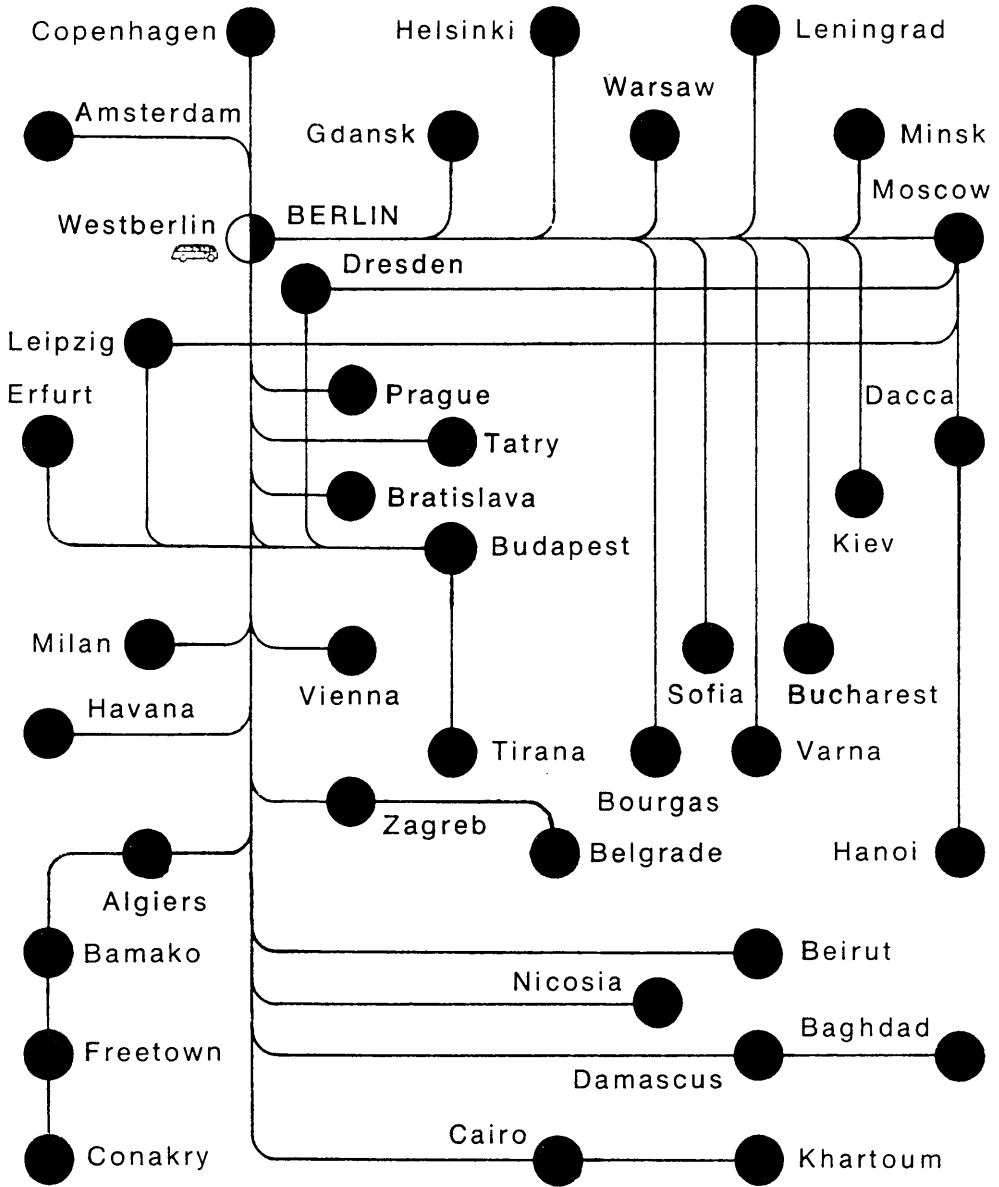 Copenhagen
Helsinki
Leningrad
Warsaw
Amsterdam
Gdansk
Minsk
Moscow
Westberlin
BERLIN
Dresden
Leipzig
Erfurt
Prague
Dacca
Tatry
Bratislava
Budapest
Kiev
Milan
Vienna
Sofia
Bucharest
Havana
Tirana
Varna
Bourgas
Zagreb
Belgrade
Hanoi
Algiers
Bamako
Beirut
Nicosia
Baghdad
Freetown
Damascus
Cairo
Conakry
Khartoum